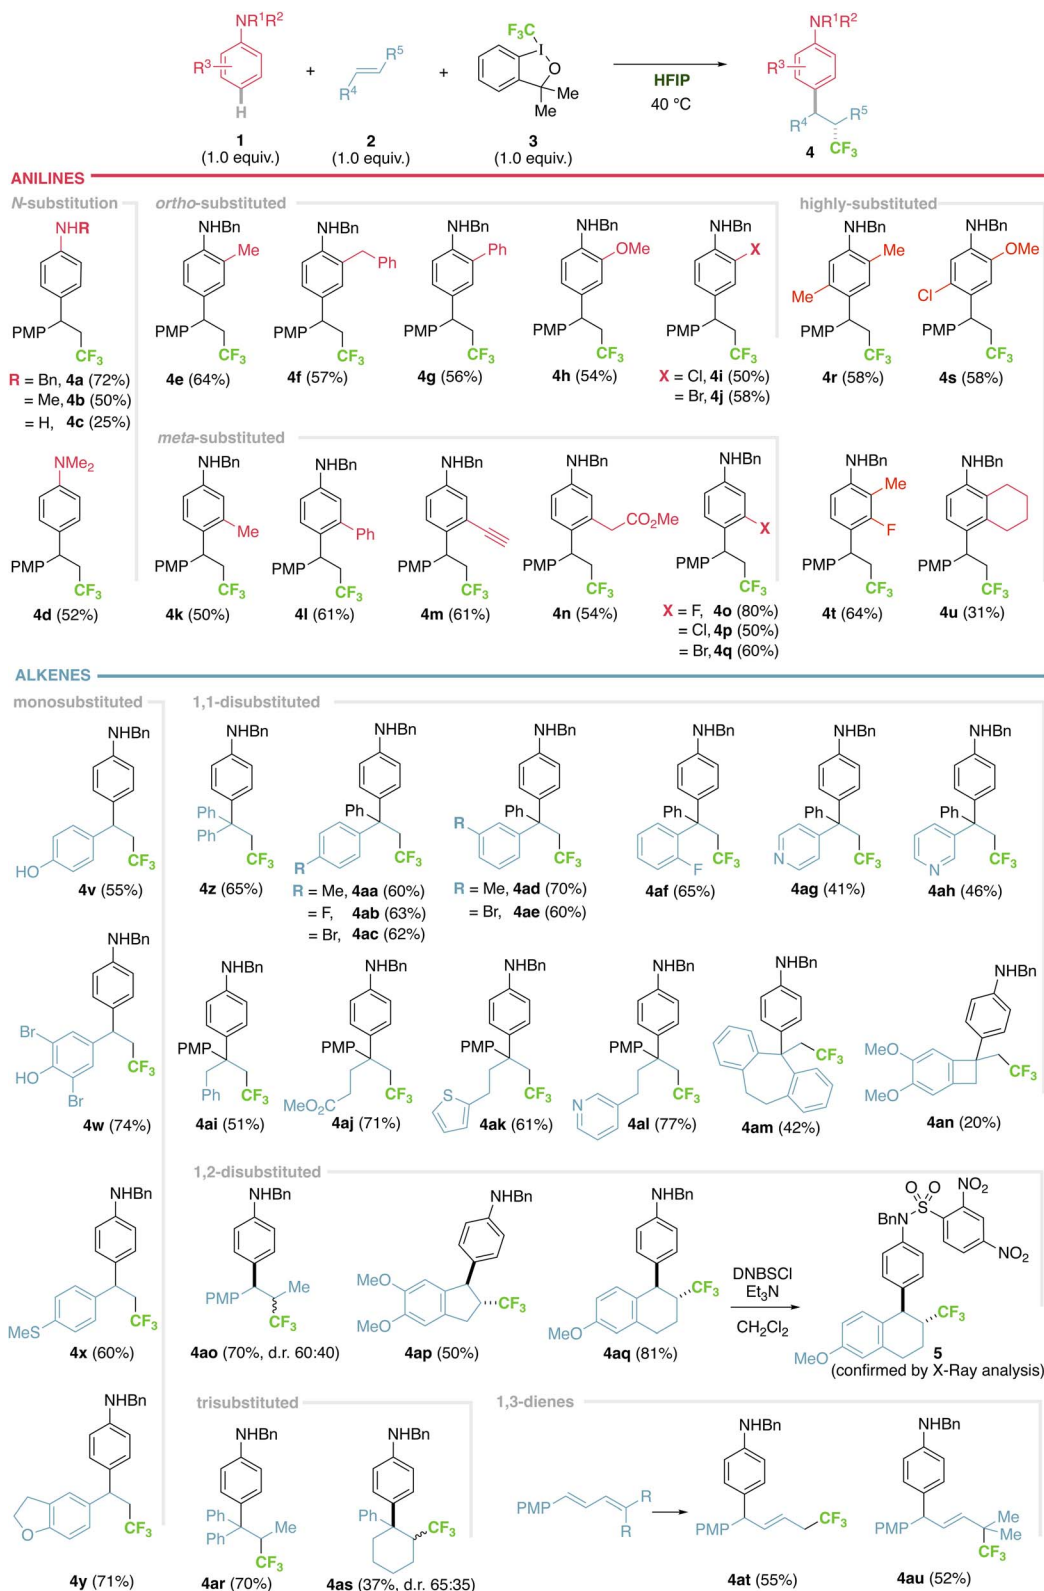 NR¹R²
R³
H
1
(1.0 equiv.)
+
R⁵
R⁴
2
(1.0 equiv.)
+
F₃C
I
O
Me
Me
3
(1.0 equiv.)
HFIP
40 °C
NR¹R²
R³
R⁴
R⁵
CF₃
4
ANILINES
N-substitution
ortho-substituted
highly-substituted
NHR
PMP
CF₃
R = Bn, 4a (72%)
= Me, 4b (50%)
= H, 4c (25%)
NHBn
Me
PMP
CF₃
4e (64%)
NHBn
Ph
PMP
CF₃
4f (57%)
NHBn
Ph
PMP
CF₃
4g (56%)
NHBn
OMe
PMP
CF₃
4h (54%)
NHBn
X
PMP
CF₃
X = Cl, 4i (50%)
= Br, 4j (58%)
NHBn
Me
Me
PMP
CF₃
4r (58%)
NHBn
OMe
Cl
PMP
CF₃
4s (58%)
meta-substituted
NMe₂
PMP
CF₃
4d (52%)
NHBn
Me
PMP
CF₃
4k (50%)
NHBn
Ph
PMP
CF₃
4l (61%)
NHBn
PMP
CF₃
4m (61%)
NHBn
CO₂Me
PMP
CF₃
4n (54%)
NHBn
X
PMP
CF₃
X = F, 4o (80%)
= Cl, 4p (50%)
= Br, 4q (60%)
NHBn
Me
F
PMP
CF₃
4t (64%)
NHBn
PMP
CF₃
4u (31%)
ALKENES
monosubstituted
1,1-disubstituted
NHBn
HO
CF₃
4v (55%)
NHBn
Ph
Ph
CF₃
4z (65%)
NHBn
Ph
R
CF₃
R = Me, 4aa (60%)
= F, 4ab (63%)
= Br, 4ac (62%)
NHBn
Ph
R
CF₃
R = Me, 4ad (70%)
= Br, 4ae (60%)
NHBn
Ph
F
CF₃
4af (65%)
NHBn
Ph
N
CF₃
4ag (41%)
NHBn
Ph
N
CF₃
4ah (46%)
NHBn
Br
HO
Br
CF₃
4w (74%)
NHBn
PMP
Ph
CF₃
4ai (51%)
NHBn
PMP
MeO₂C
CF₃
4aj (71%)
NHBn
PMP
S
CF₃
4ak (61%)
NHBn
PMP
N
CF₃
4al (77%)
NHBn
CF₃
4am (42%)
NHBn
MeO
MeO
CF₃
4an (20%)
1,2-disubstituted
NHBn
MeS
CF₃
4x (60%)
NHBn
PMP
Me
CF₃
4ao (70%, d.r. 60:40)
NHBn
MeO
MeO
CF₃
4ap (50%)
NHBn
CF₃
MeO
4aq (81%)
DNBSCl
Et₃N
CH₂Cl₂
O O
S
NO₂
BnN
NO₂
CF₃
MeO
5
(confirmed by X-Ray analysis)
trisubstituted
1,3-dienes
NHBn
O
CF₃
4y (71%)
NHBn
Ph
Ph
Me
CF₃
4ar (70%)
NHBn
Ph
CF₃
4as (37%, d.r. 65:35)
PMP
R
R
NHBn
PMP
CF₃
4at (55%)
NHBn
PMP
Me
Me
CF₃
4au (52%)